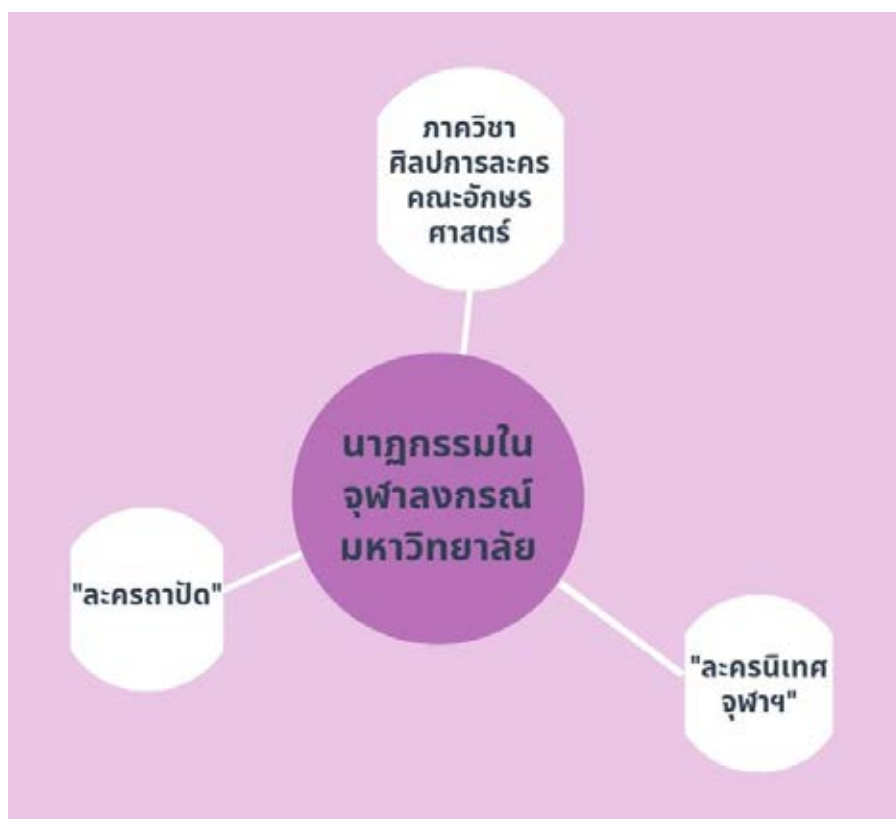 ภาควิชา
ศิลปการละคร
คณะอักษร
ศาสตร์
นาฏกรรมใน
จุฬาลงกรณ์
มหาวิทยาลัย
"ละครถาปัด"
"ละครนิเทศ
จุฬาฯ"